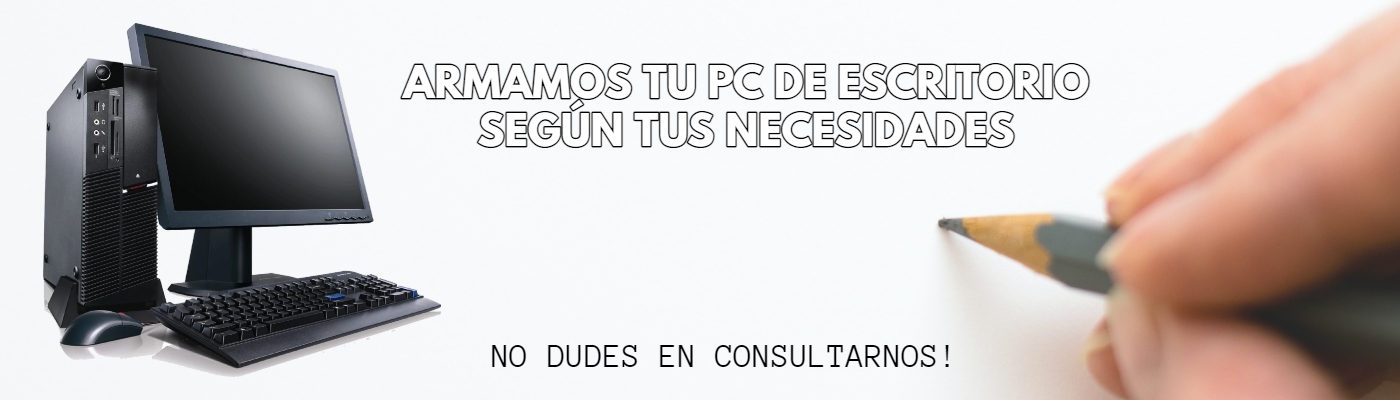 ARMAMOS TU PC DE ESCRITORIO
SEGÚN TUS NECESIDADES
NO DUDES EN CONSULTARNOS!